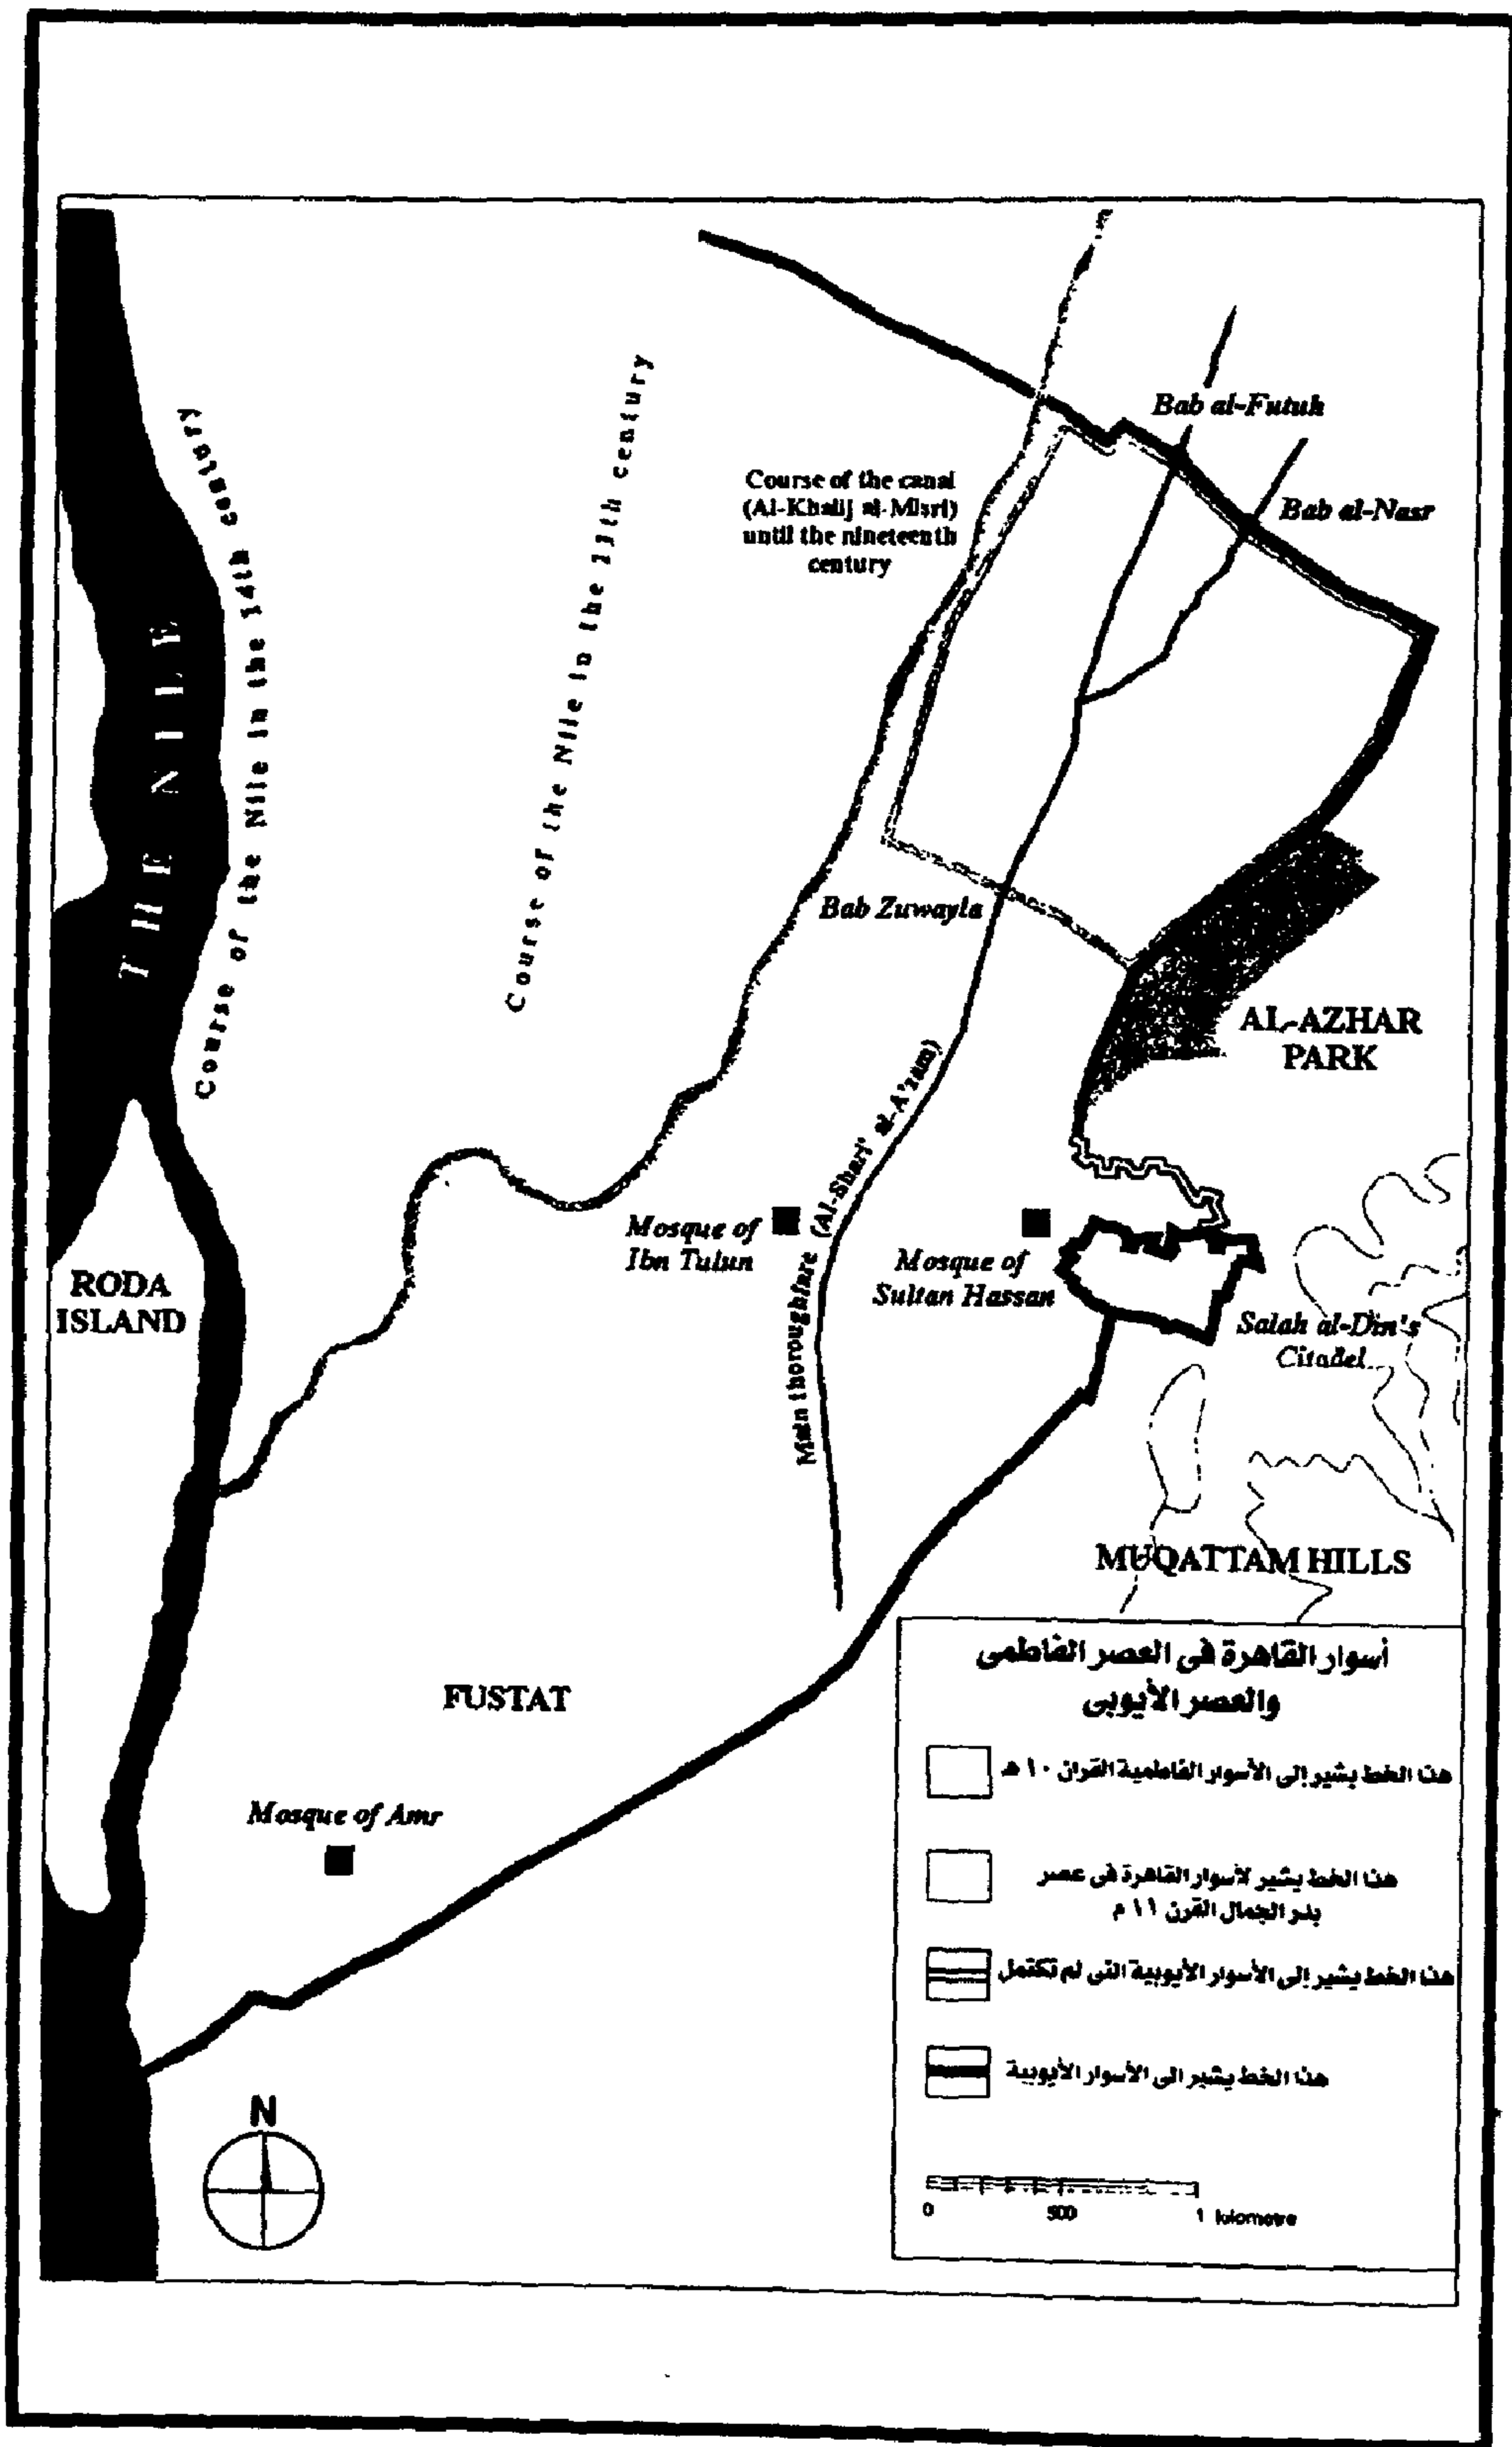 Bab al-Futuh
Course of the canal
(Al-Khalij al-Misri)
until the nineteenth
century
Bab al-Nasr
Course of the Nile in the 14th century
Course of the Nile in the 11th century
THE NILE
Bab Zuwayla
AL-AZHAR
PARK
Main thoroughfare (Al-Shari' al-A'zam)
Mosque of
Ibn Tulun
Mosque of
Sultan Hassan
RODA
ISLAND
Salah al-Din's
Citadel
MUQATTAM HILLS
FUSTAT
Mosque of Amr
N
أسوار القاهرة فى العصر الفاطمى
والعصر الأيوبى
هذا الخط يشير إلى الأسوار الفاطمية القران ١٠ هـ
هذا الخط يشير لأسوار القاهرة فى عصر
بدر الجمال القرن ١١ م
هذا الخط يشير إلى الأسوار الأيوبية التى لم تكتمل
هذا الخط يشير الى الأسوار الأيوبية
0 500 1 kilometre